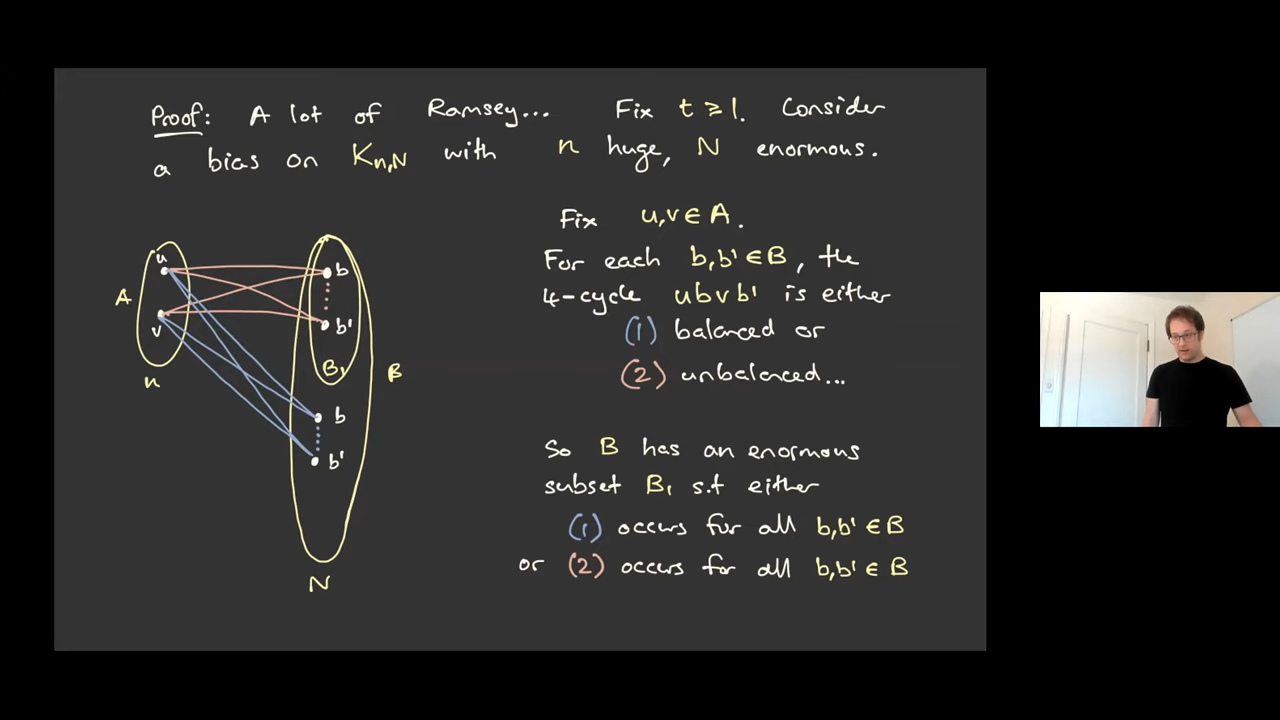 Proof: A lot of Ramsey... Fix t ≥ 1. Consider
a bias on K_{n,N} with n huge, N enormous.
Fix u,v ∈ A.
For each b,b' ∈ B, the
4-cycle u b v b' is either
(1) balanced or
(2) unbalanced...
So B has an enormous
subset B₁ s.t either
(1) occurs for all b,b' ∈ B
or (2) occurs for all b,b' ∈ B
u
b
A
v
b'
n
B₁
B
b
b'
N